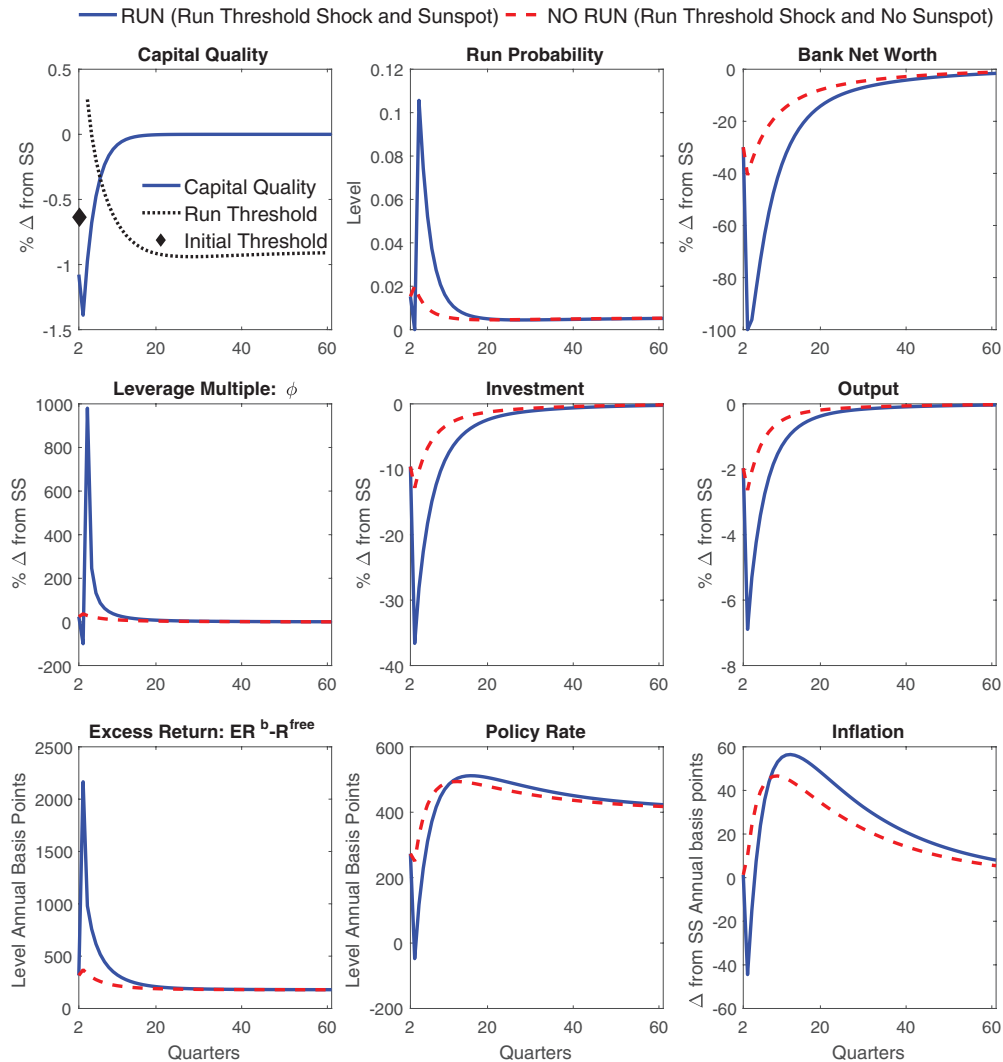 RUN (Run Threshold Shock and Sunspot) NO RUN (Run Threshold Shock and No Sunspot)
Capital Quality
% Δ from SS
0.5
0
-0.5
-1
-1.5
Capital Quality
Run Threshold
Initial Threshold
2 20 40 60
Run Probability
Level
0.12
0.1
0.08
0.06
0.04
0.02
0
2 20 40 60
Bank Net Worth
% Δ from SS
0
-20
-40
-60
-80
-100
2 20 40 60
Leverage Multiple: ϕ
% Δ from SS
1000
800
600
400
200
0
-200
2 20 40 60
Investment
% Δ from SS
0
-10
-20
-30
-40
2 20 40 60
Output
% Δ from SS
0
-2
-4
-6
-8
2 20 40 60
Excess Return: ER b-Rfree
Level Annual Basis Points
2500
2000
1500
1000
500
0
2 20 40 60
Quarters
Policy Rate
Level Annual Basis Points
600
400
200
0
-200
2 20 40 60
Quarters
Inflation
Δ from SS Annual basis points
60
40
20
0
-20
-40
-60
2 20 40 60
Quarters